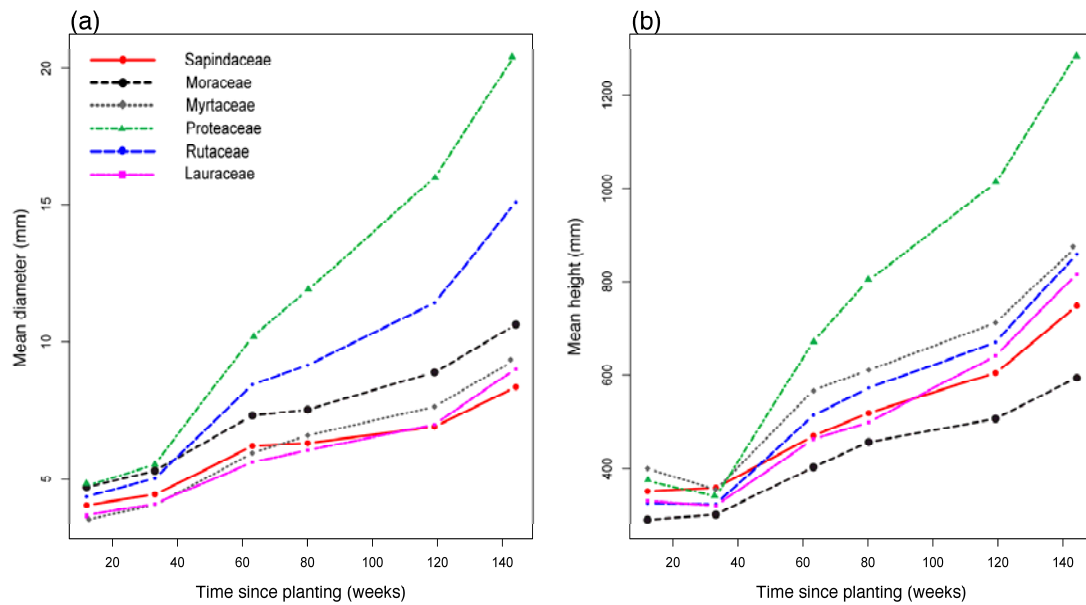 (a)
Sapindaceae
Moraceae
Myrtaceae
Proteaceae
Rutaceae
Lauraceae
Mean diameter (mm)
20
15
10
5
20 40 60 80 100 120 140
Time since planting (weeks)
(b)
Mean height (mm)
1200
1000
800
600
400
20 40 60 80 100 120 140
Time since planting (weeks)